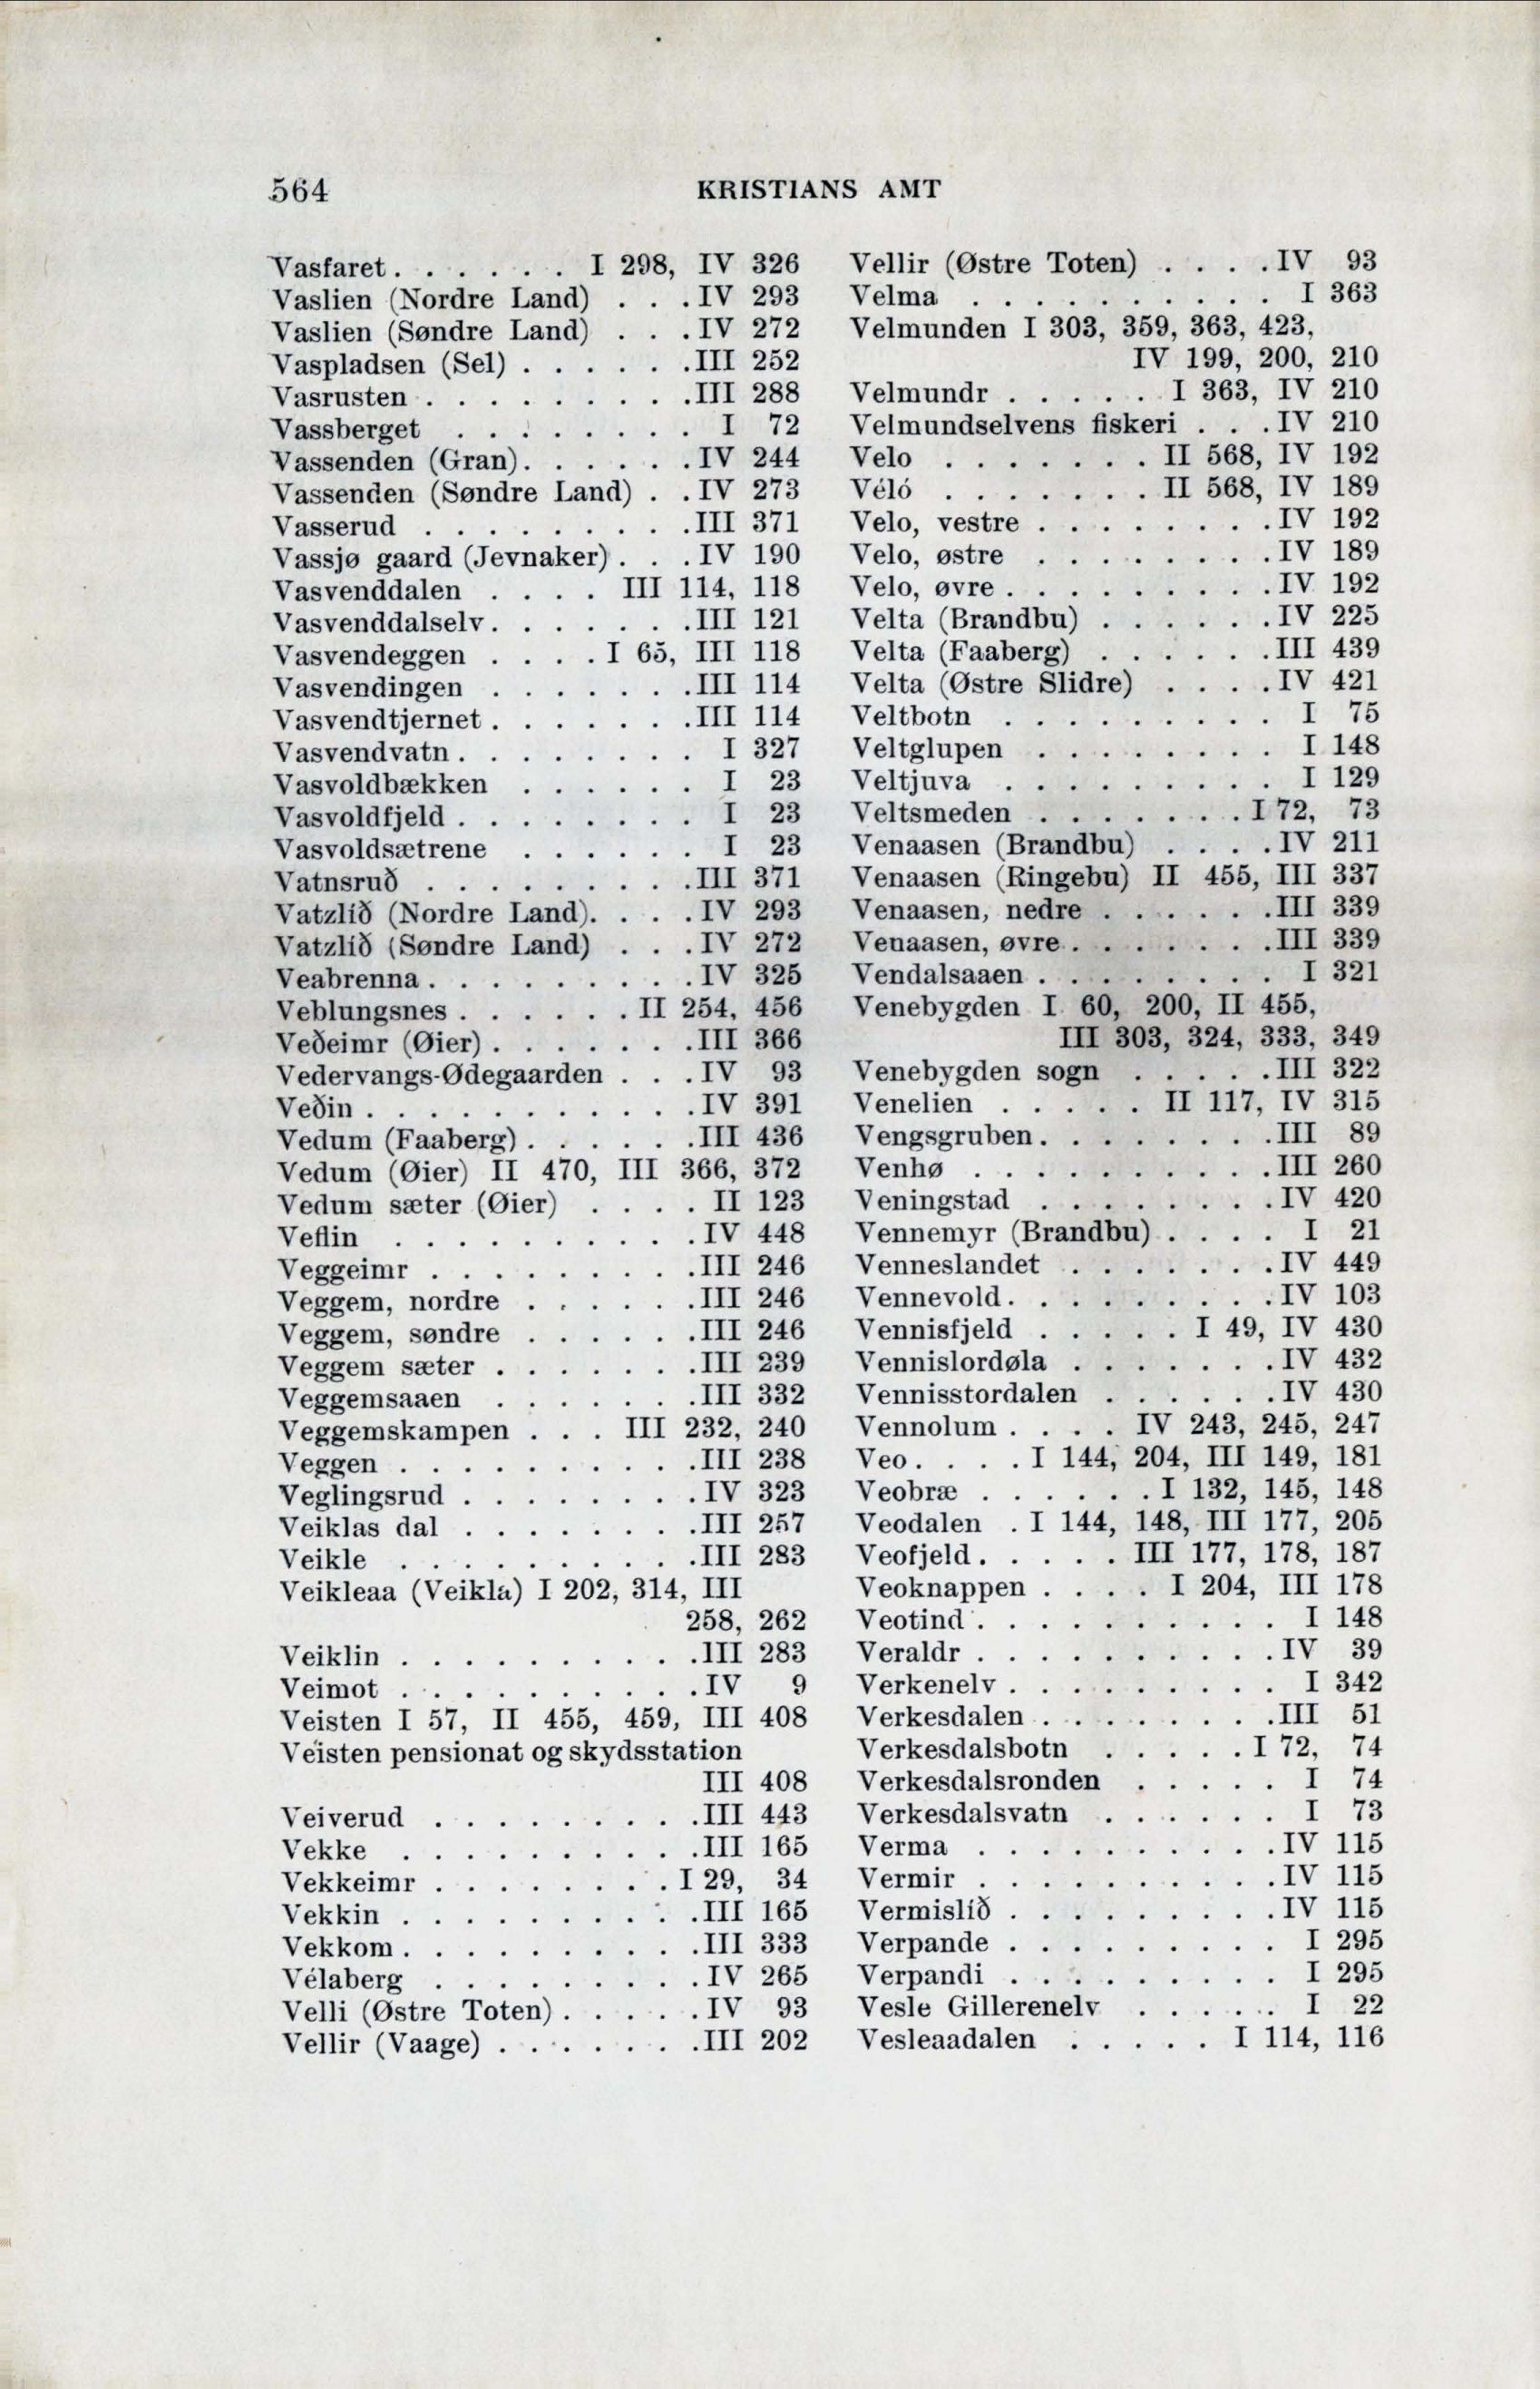 564 KRISTIANS AMT
Vasfaret. . . . . . I 298, IV 326
Vaslien (Nordre Land) . . . IV 293
Vaslien (Søndre Land) . . . IV 272
Vaspladsen (Sel) . . . . . . III 252
Vasrusten . . . . . . . . . III 288
Vassberget . . . . . . . . I 72
Vassenden (Gran). . . . . . IV 244
Vassenden (Søndre Land) . . IV 273
Vasserud . . . . . . . . . III 371
Vassjø gaard (Jevnaker) . . . IV 190
Vasvenddalen . . . . III 114, 118
Vasvenddalselv. . . . . . . III 121
Vasvendeggen . . . . I 65, III 118
Vasvendingen . . . . . . . III 114
Vasvendtjernet . . . . . . . III 114
Vasvendvatn. . . . . . . . I 327
Vasvoldbækken . . . . . . I 23
Vasvoldfjeld . . . . . . . . I 23
Vasvoldsætrene . . . . . . I 23
Vatnsruð . . . . . . . . . III 371
Vatzlið (Nordre Land). . . . IV 293
Vatzlið (Søndre Land) . . . IV 272
Veabrenna . . . . . . . . . IV 325
Veblungsnes . . . . . . II 254, 456
Veðeimr (Øier) . . . . . . . III 366
Vedervangs-Ødegaarden . . . IV 93
Veðin . . . . . . . . . . . IV 391
Vedum (Faaberg) . . . . . . III 436
Vedum (Øier) II 470, III 366, 372
Vedum sæter (Øier) . . . . II 123
Veflin . . . . . . . . . . IV 448
Veggeimr . . . . . . . . . III 246
Veggem, nordre . . . . . . III 246
Veggem, søndre . . . . . . III 246
Veggem sæter . . . . . . . III 239
Veggemsaaen . . . . . . . III 332
Veggemskampen . . . III 232, 240
Veggen . . . . . . . . . . III 238
Veglingsrud . . . . . . . . IV 323
Veiklas dal . . . . . . . . III 257
Veikle . . . . . . . . . . III 283
Veikleaa (Veikla) I 202, 314, III
258, 262
Veiklin . . . . . . . . . . III 283
Veimot . . . . . . . . . . IV 9
Veisten I 57, II 455, 459, III 408
Veisten pensionat og skydsstation
III 408
Veiverud . . . . . . . . . III 443
Vekke . . . . . . . . . . III 165
Vekkeimr . . . . . . . . I 29, 34
Vekkin . . . . . . . . . . III 165
Vekkom. . . . . . . . . . III 333
Vélaberg . . . . . . . . . IV 265
Velli (Østre Toten) . . . . . IV 93
Vellir (Vaage) . . . . . . . III 202
Vellir (Østre Toten) . . . . IV 93
Velma . . . . . . . . . . I 363
Velmunden I 303, 359, 363, 423,
IV 199, 200, 210
Velmundr . . . . . I 363, IV 210
Velmundselvens fiskeri . . . IV 210
Velo . . . . . . . II 568, IV 192
Véló . . . . . . . II 568, IV 189
Velo, vestre . . . . . . . . IV 192
Velo, østre . . . . . . . . IV 189
Velo, øvre . . . . . . . . . IV 192
Velta (Brandbu) . . . . . . IV 225
Velta (Faaberg) . . . . . . III 439
Velta (Østre Slidre) . . . . IV 421
Veltbotn . . . . . . . . . I 75
Veltglupen . . . . . . . . I 148
Veltjuva . . . . . . . . . I 129
Veltsmeden . . . . . . . I 72, 73
Venaasen (Brandbu) . . . . IV 211
Venaasen (Ringebu) II 455, III 337
Venaasen, nedre . . . . . . III 339
Venaasen, øvre . . . . . . . III 339
Vendalsaaen . . . . . . . . I 321
Venebygden I 60, 200, II 455,
III 303, 324, 333, 349
Venebygden sogn . . . . . III 322
Venelien . . . . . II 117, IV 315
Vengsgruben. . . . . . . . III 89
Venhø . . . . . . . . . . III 260
Veningstad . . . . . . . . IV 420
Vennemyr (Brandbu) . . . . I 21
Venneslandet . . . . . . . IV 449
Vennevold. . . . . . . . . IV 103
Vennisfjeld . . . . . I 49, IV 430
Vennislordøla . . . . . . . IV 432
Vennisstordalen . . . . . . IV 430
Vennolum . . . . IV 243, 245, 247
Veo. . . . I 144, 204, III 149, 181
Veobræ . . . . . . I 132, 145, 148
Veodalen . I 144, 148, III 177, 205
Veofjeld. . . . . III 177, 178, 187
Veoknappen . . . . I 204, III 178
Veotind . . . . . . . . . . I 148
Veraldr . . . . . . . . . . IV 39
Verkenelv . . . . . . . . . I 342
Verkesdalen . . . . . . . . III 51
Verkesdalsbotn . . . . . I 72, 74
Verkesdalsronden . . . . . I 74
Verkesdalsvatn . . . . . . I 73
Verma . . . . . . . . . . IV 115
Vermir . . . . . . . . . . IV 115
Vermislið . . . . . . . . . IV 115
Verpande . . . . . . . . . I 295
Verpandi . . . . . . . . . I 295
Vesle Gillerenelv . . . . . I 22
Vesleaadalen . . . . . I 114, 116